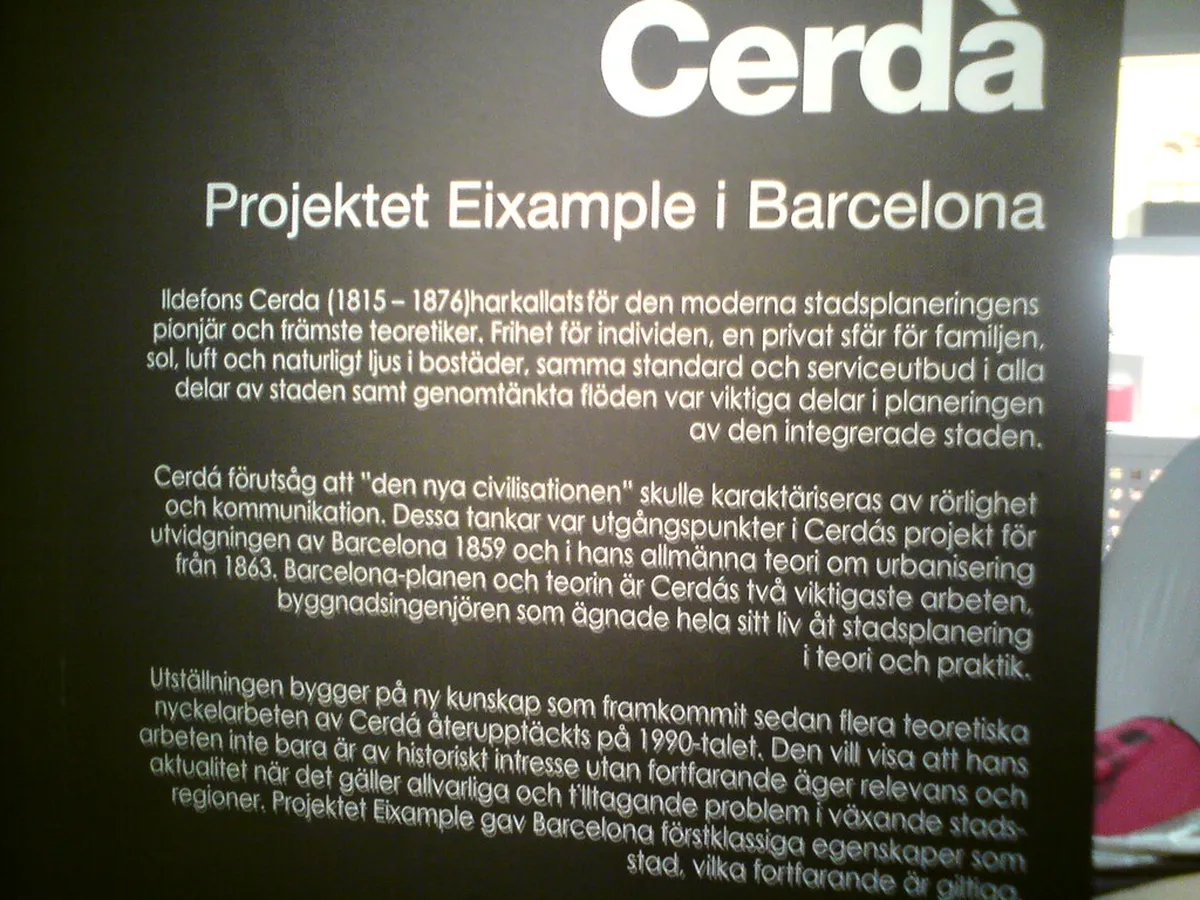 Cerdà
Projektet Eixample i Barcelona
Ildefons Cerda (1815 – 1876)harkallatsför den moderna stadsplaneringens
pionjär och främste teoretiker. Frihet för individen, en privat sfär för familjen,
sol, luft och naturligt ljus i bostäder, samma standard och serviceutbud i alla
delar av staden samt genomtänkta flöden var viktiga delar i planeringen
av den integrerade staden.
Cerdá förutsåg att "den nya civilisationen" skulle karaktäriseras av rörlighet
och kommunikation. Dessa tankar var utgångspunkter i Cerdás projekt för
utvidgningen av Barcelona 1859 och i hans allmänna teori om urbanisering
från 1863. Barcelona-planen och teorin är Cerdás två viktigaste arbeten,
byggnadsingenjören som ägnade hela sitt liv åt stadsplanering
i teori och praktik.
Utställningen bygger på ny kunskap som framkommit sedan flera teoretiska
nyckelarbeten av Cerdá återupptäckts på 1990-talet. Den vill visa att hans
arbeten inte bara är av historiskt intresse utan fortfarande äger relevans och
aktualitet när det gäller allvarliga och t'lltagande problem i växande stads-
regioner. Projektet Eixample gav Barcelona förstklassiga egenskaper som
stad, vilka fortfarande är giltiga.